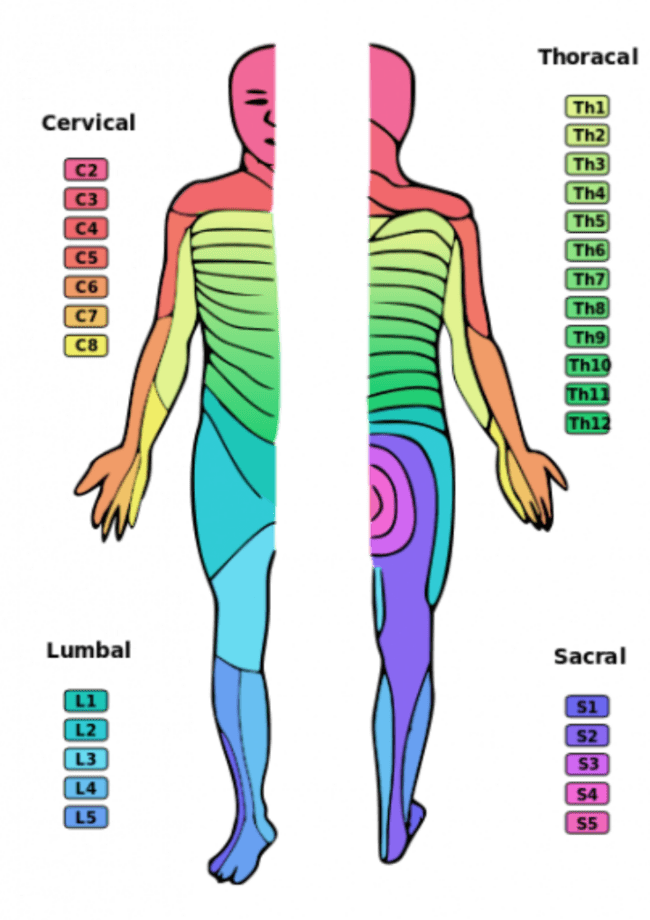 Cervical
C2
C3
C4
C5
C6
C7
C8
Thoracal
Th1
Th2
Th3
Th4
Th5
Th6
Th7
Th8
Th9
Th10
Th11
Th12
Lumbal
L1
L2
L3
L4
L5
Sacral
S1
S2
S3
S4
S5